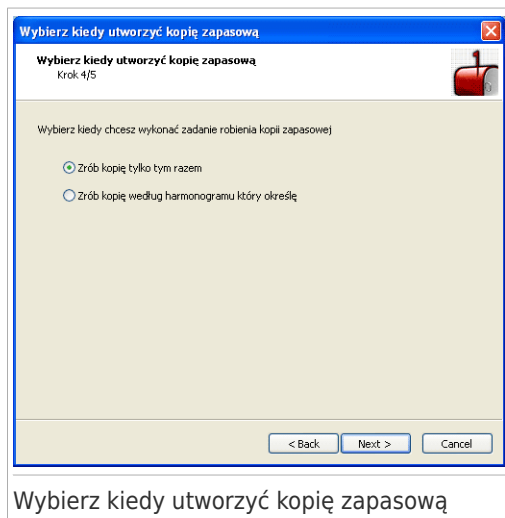 Wybierz kiedy utworzyć kopię zapasową
Wybierz kiedy utworzyć kopię zapasową
Krok 4/5
Wybierz kiedy chcesz wykonać zadanie robienia kopii zapasowej
Zrób kopię tylko tym razem
Zrób kopię według harmonogramu który określę
< Back Next > Cancel
Wybierz kiedy utworzyć kopię zapasową